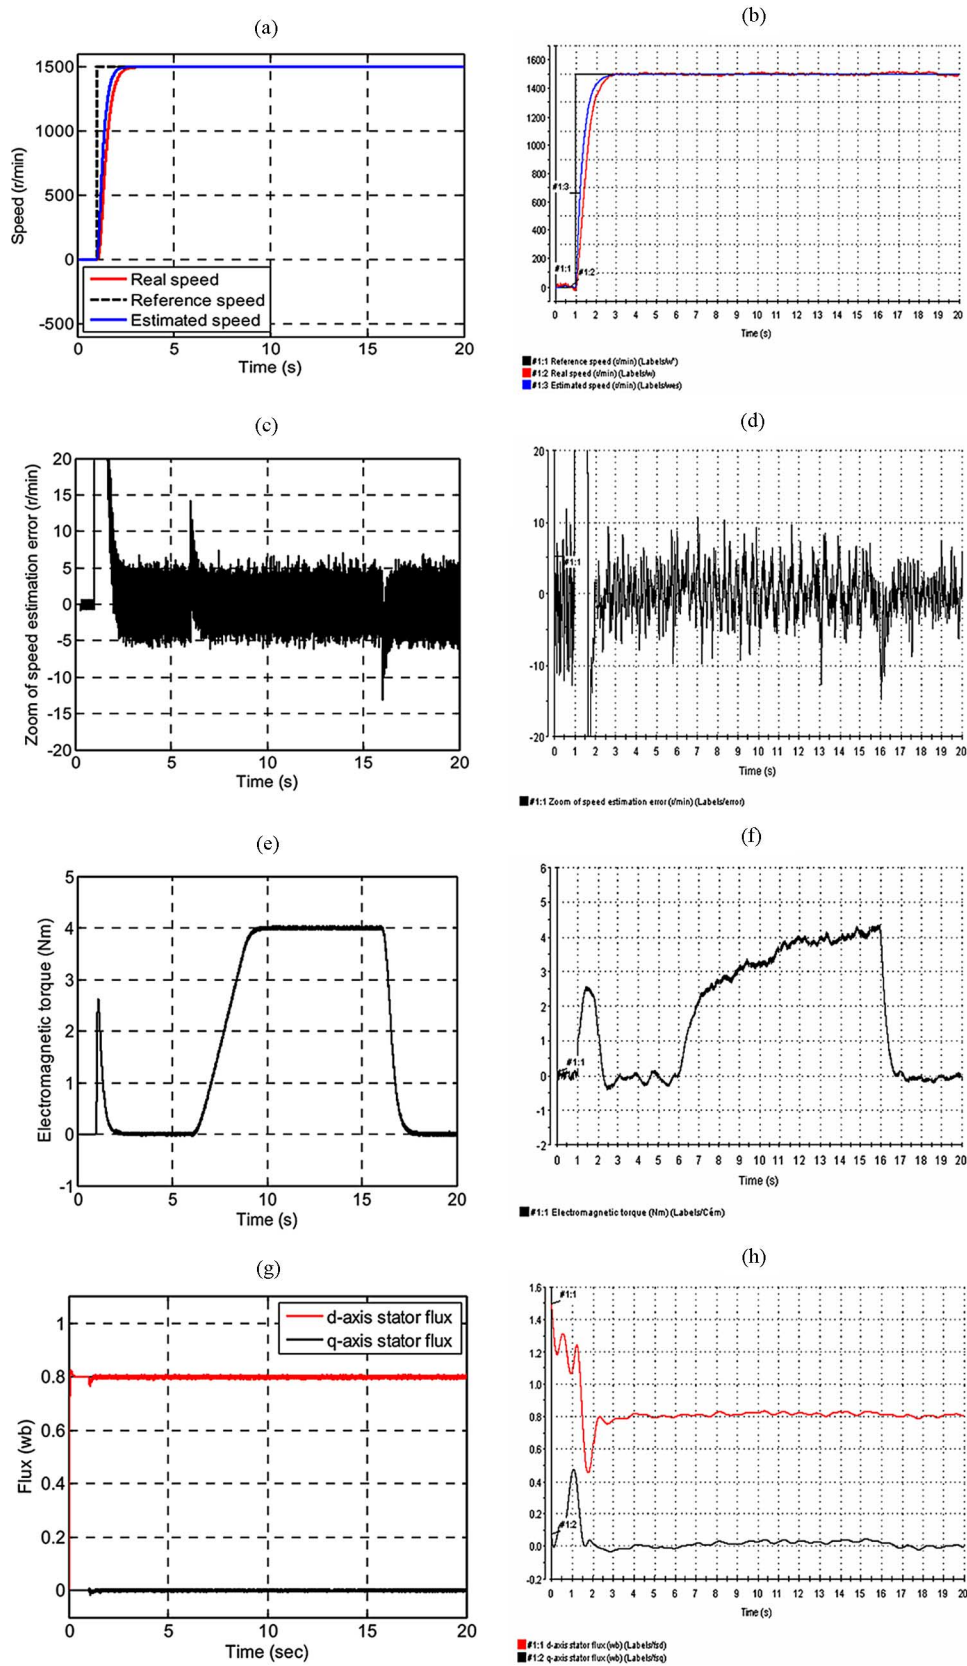 (a)
1500
1000
500
0
-500
0 5 10 15 20
Speed (r/min)
Time (s)
Real speed
Reference speed
Estimated speed
(b)
1600
1400
1200
1000
800
600
400
200
0
#1:3
#1:1
#1:2
0 1 2 3 4 5 6 7 8 9 10 11 12 13 14 15 16 17 18 19 20
Time (s)
#1:1 Reference speed (r/min) (Labels/w*)
#1:2 Real speed (r/min) (Labels/w)
#1:3 Estimated speed (r/min) (Labels/wes)
(c)
20
15
10
5
0
-5
-10
-15
-20
0 5 10 15 20
Zoom of speed estimation error (r/min)
Time (s)
(d)
20
10
0
-10
-20
#1:1
0 1 2 3 4 5 6 7 8 9 10 11 12 13 14 15 16 17 18 19 20
Time (s)
#1:1 Zoom of speed estimation error (r/min) (Labels/error)
(e)
5
4
3
2
1
0
-1
0 5 10 15 20
Electromagnetic torque (Nm)
Time (s)
(f)
6
5
4
3
2
1
0
-1
-2
#1:1
0 1 2 3 4 5 6 7 8 9 10 11 12 13 14 15 16 17 18 19 20
Time (s)
#1:1 Electromagnetic torque (Nm) (Labels/Cém)
(g)
1
0.8
0.6
0.4
0.2
0
0 5 10 15 20
Flux (wb)
Time (sec)
d-axis stator flux
q-axis stator flux
(h)
1.6
1.4
1.2
1.0
0.8
0.6
0.4
0.2
0.0
-0.2
#1:1
#1:2
0 1 2 3 4 5 6 7 8 9 10 11 12 13 14 15 16 17 18 19 20
Time (s)
#1:1 d-axis stator flux (wb) (Labels/fsd)
#1:2 q-axis stator flux (wb) (Labels/fsq)